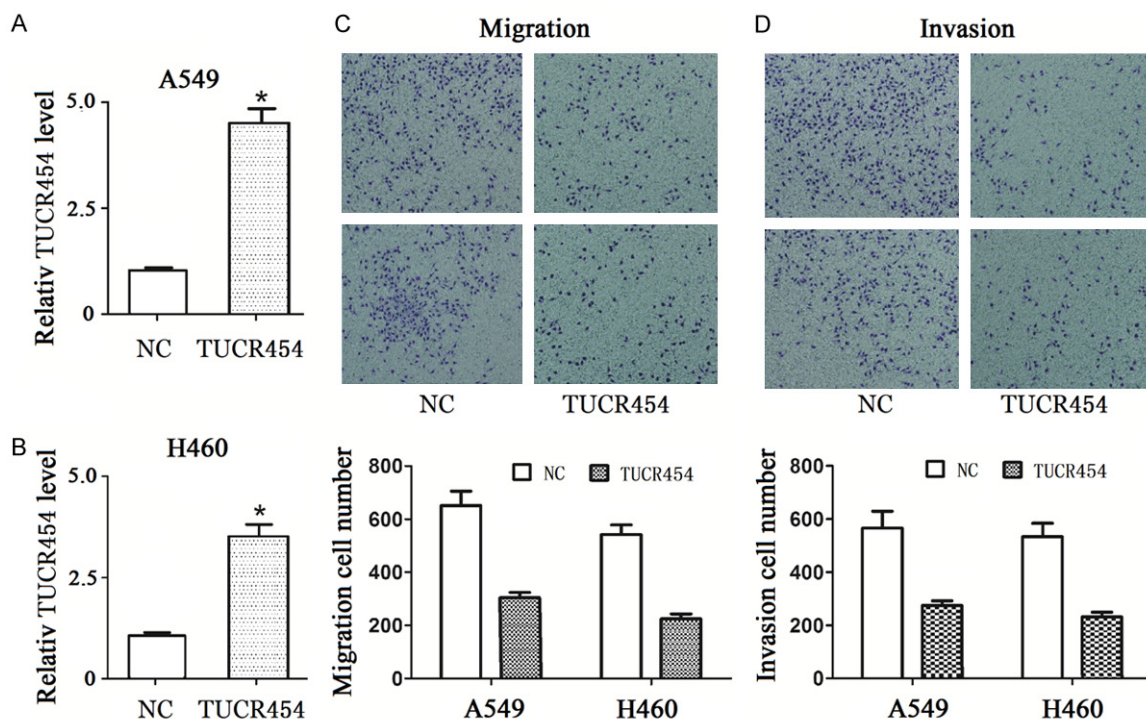 A
A549
Relativ TUCR454 level
5.0
2.5
0
*
NC TUCR454
B
H460
Relativ TUCR454 level
5.0
2.5
0
*
NC TUCR454
C
Migration
NC TUCR454
Migration cell number
800
600
400
200
0
NC TUCR454
A549 H460
D
Invasion
NC TUCR454
Invasion cell number
800
600
400
200
0
NC TUCR454
A549 H460